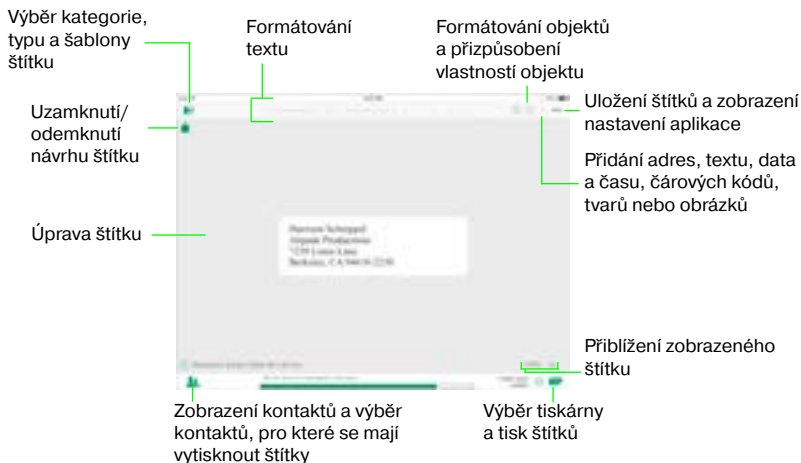 Výběr kategorie,
typu a šablony
štítku
Formátování
textu
Formátování objektů
a přizpůsobení
vlastností objektu
Uzamknutí/
odemknutí
návrhu štítku
Uložení štítků a zobrazení
nastavení aplikace
Přidání adres, textu, data
a času, čárových kódů,
tvarů nebo obrázků
Úprava štítku
Přiblížení zobrazeného
štítku
Zobrazení kontaktů a výběr
kontaktů, pro které se mají
vytisknout štítky
Výběr tiskárny
a tisk štítků